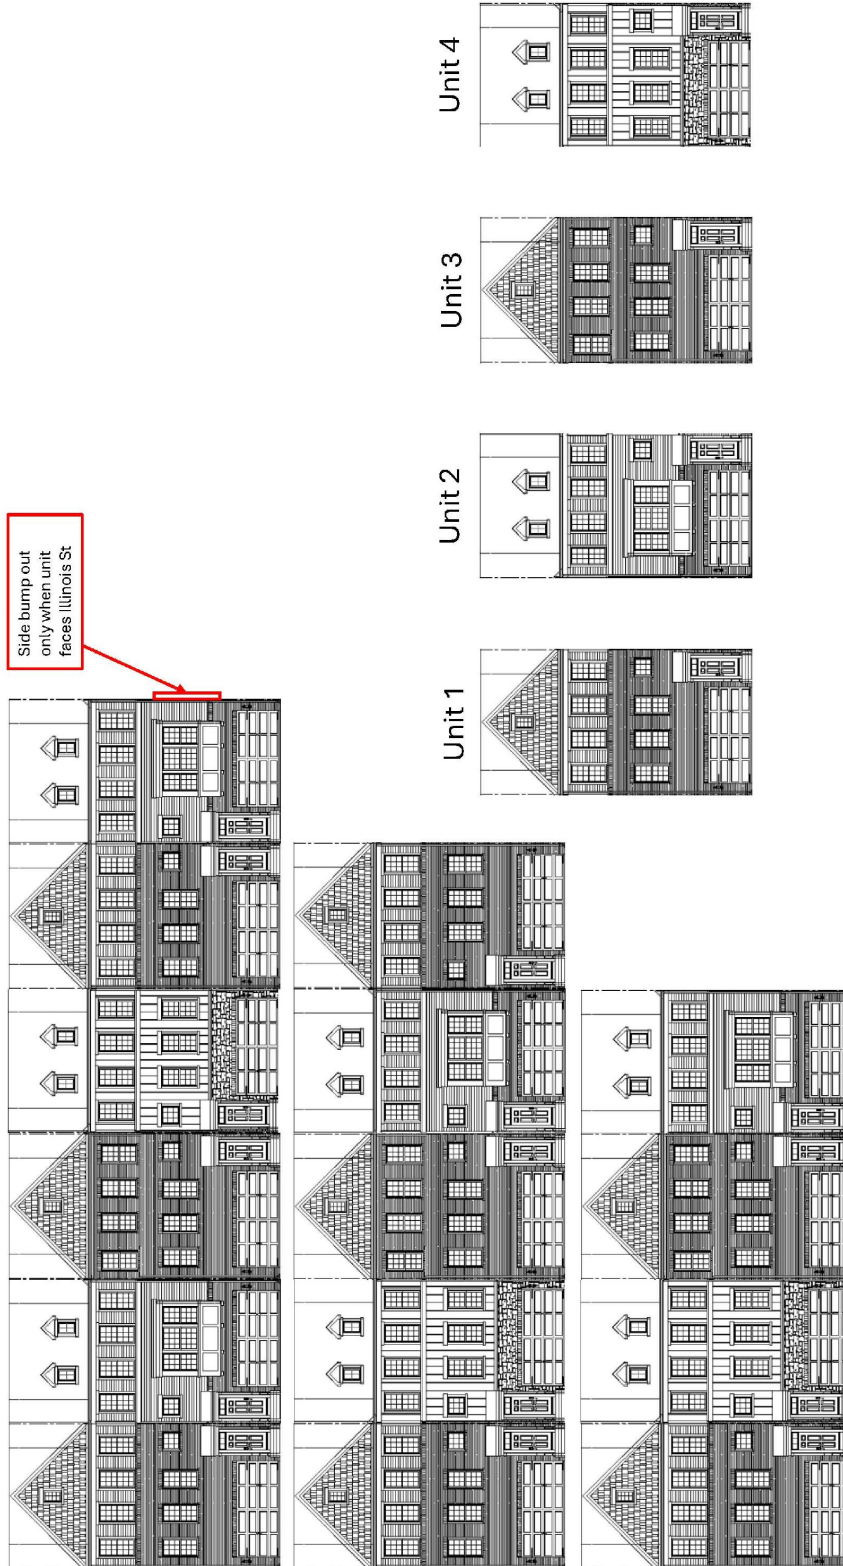 Side bump out
only when unit
faces Illinois St
Unit 1
Unit 2
Unit 3
Unit 4